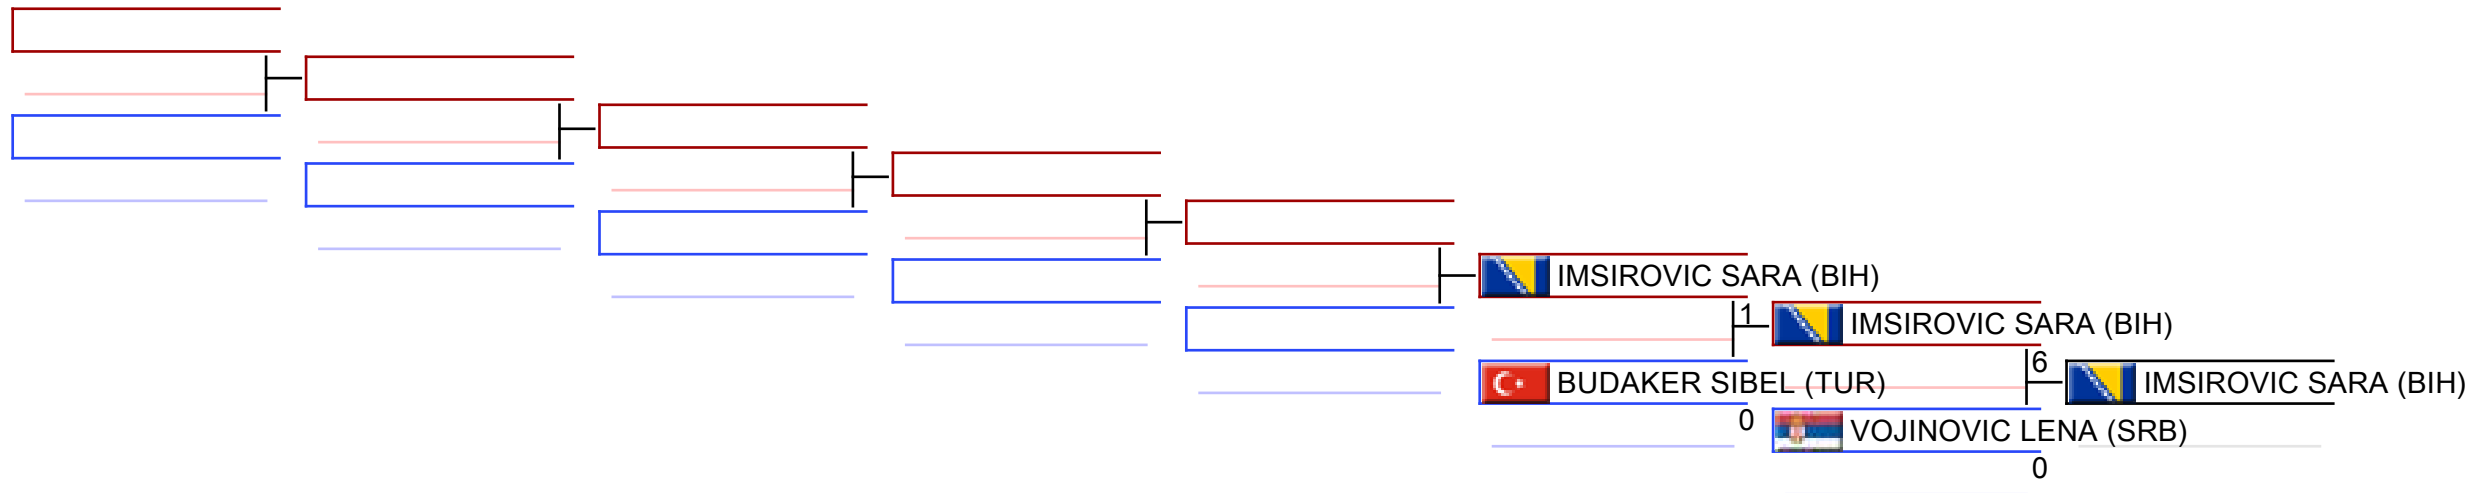 IMSIROVIC SARA (BIH)
1
IMSIROVIC SARA (BIH)
BUDAKER SIBEL (TUR)
0
6
IMSIROVIC SARA (BIH)
VOJINOVIC LENA (SRB)
0